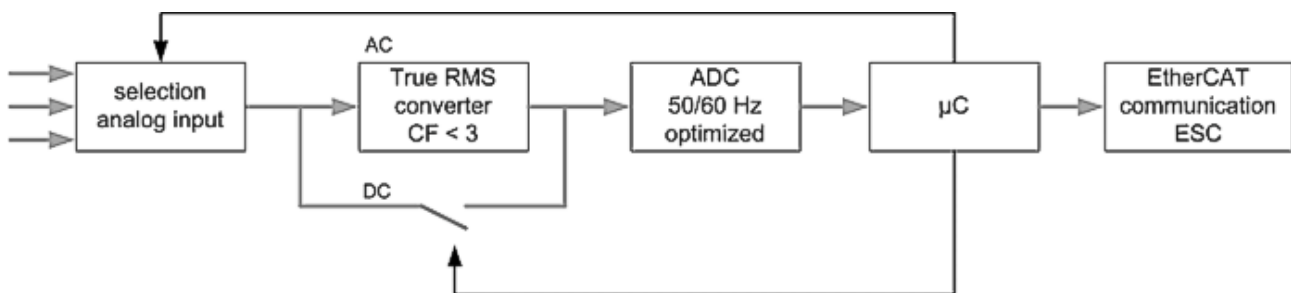 AC
selection
analog input
True RMS
converter
CF < 3
ADC
50/60 Hz
optimized
µC
EtherCAT
communication
ESC
DC